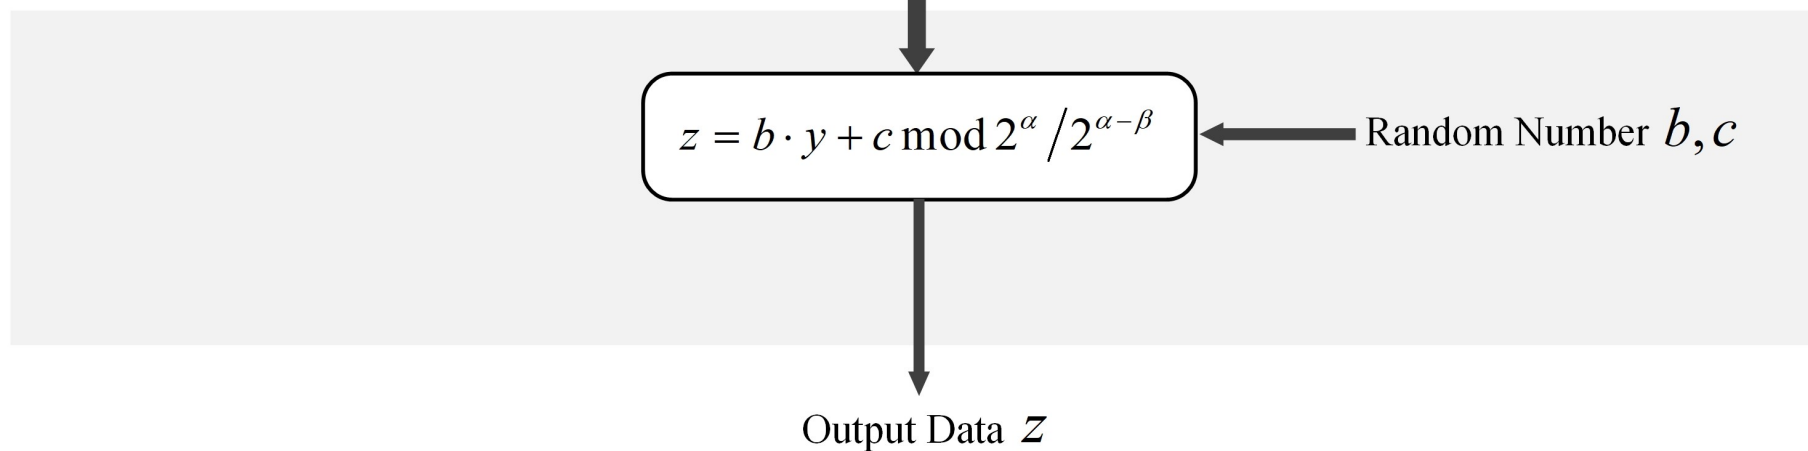 z = b · y + c mod 2^α / 2^(α−β)
Random Number b, c
Output Data z